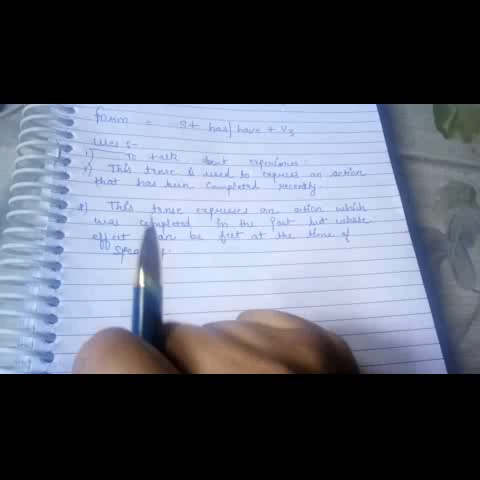 form = S+ has/have + V3
Uses :-
1) To talk about experience.
1) This tense is used to express an action
that has been completed recently.
2) This tense expresses an action which
was completed in the past but whose
effect can be felt at the time of